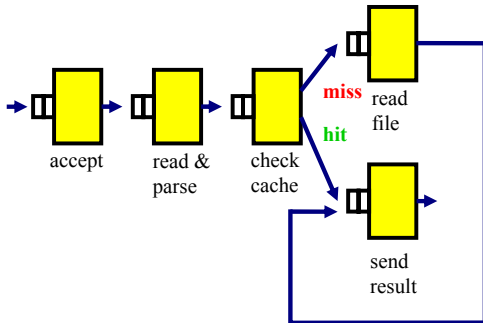 accept
read &
parse
check
cache
miss
hit
read
file
send
result